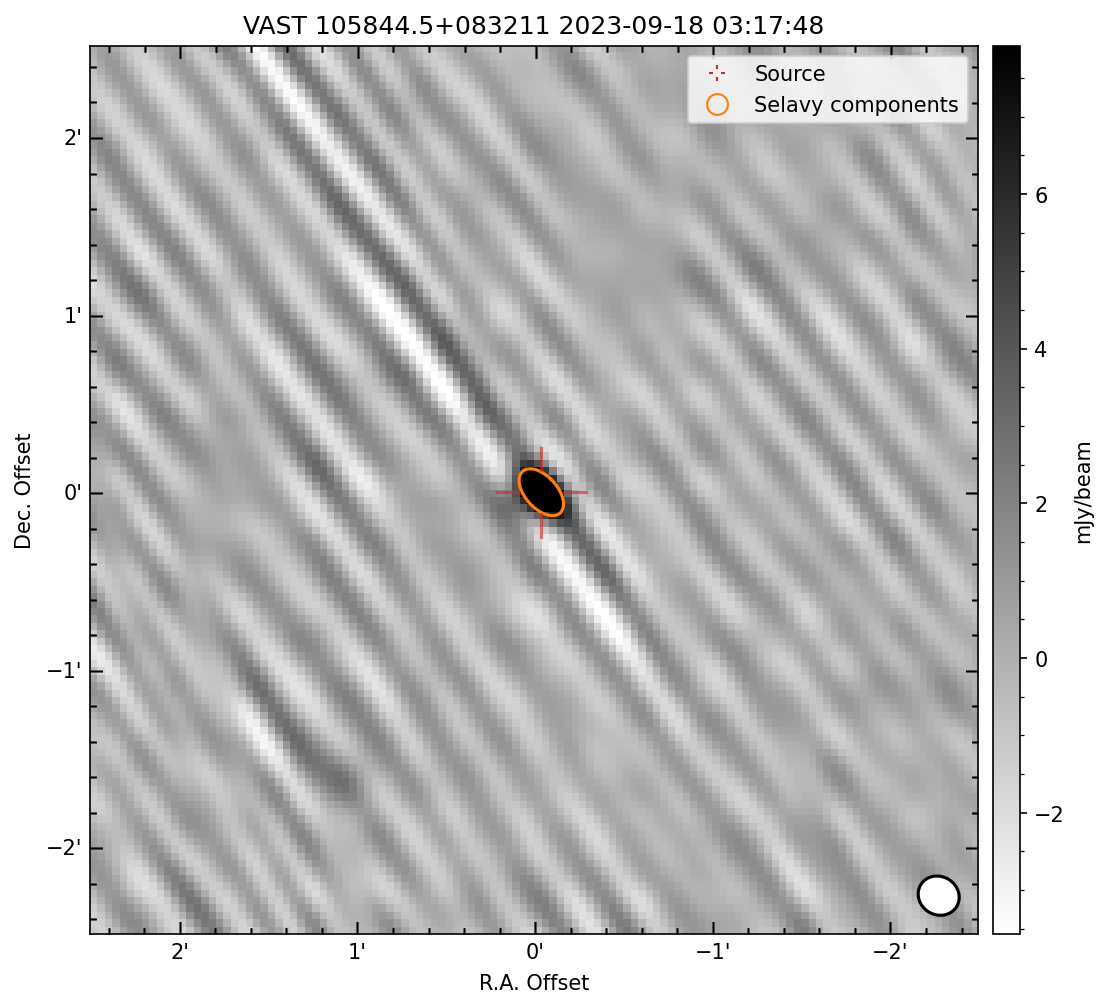 VAST 105844.5+083211 2023-09-18 03:17:48
Source
Selavy components
2'
1'
0'
−1'
−2'
2'
1'
0'
−1'
−2'
R.A. Offset
Dec. Offset
6
4
2
0
−2
mJy/beam